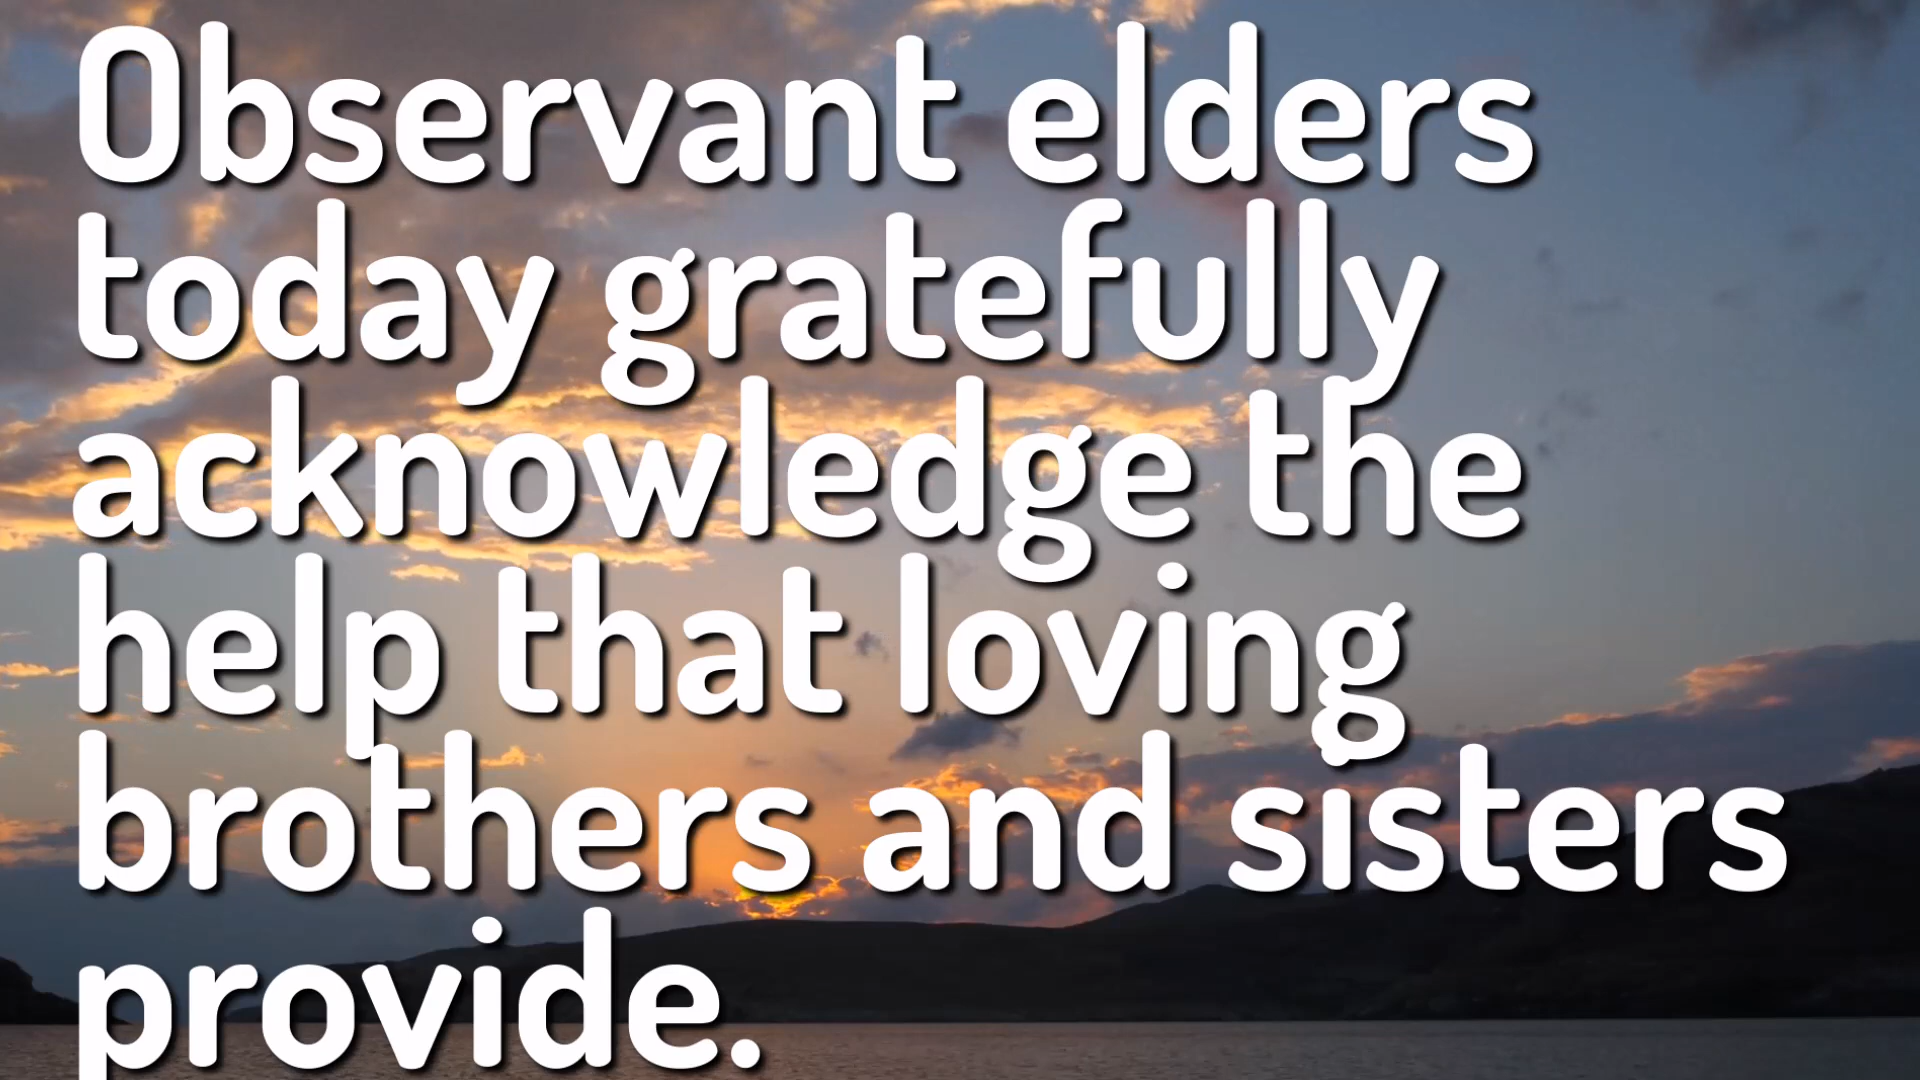 Observant elders
today gratefully
acknowledge the
help that loving
brothers and sisters
provide.